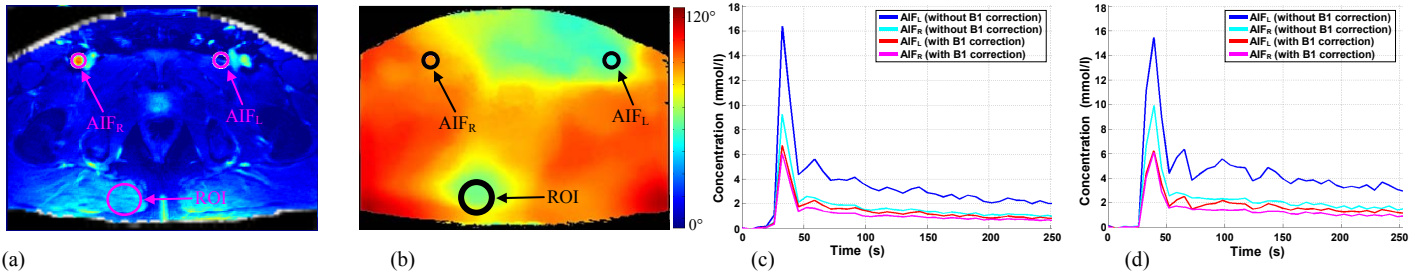 AIF_R
AIF_L
ROI
(a)
AIF_R
AIF_L
ROI
120°
0°
(b)
Concentration (mmol/l)
18
16
14
12
10
8
6
4
2
0
0 50 100 150 200 250
Time (s)
AIF_L (without B1 correction)
AIF_R (without B1 correction)
AIF_L (with B1 correction)
AIF_R (with B1 correction)
(c)
Concentration (mmol/l)
18
16
14
12
10
8
6
4
2
0
0 50 100 150 200 250
Time (s)
AIF_L (without B1 correction)
AIF_R (without B1 correction)
AIF_L (with B1 correction)
AIF_R (with B1 correction)
(d)